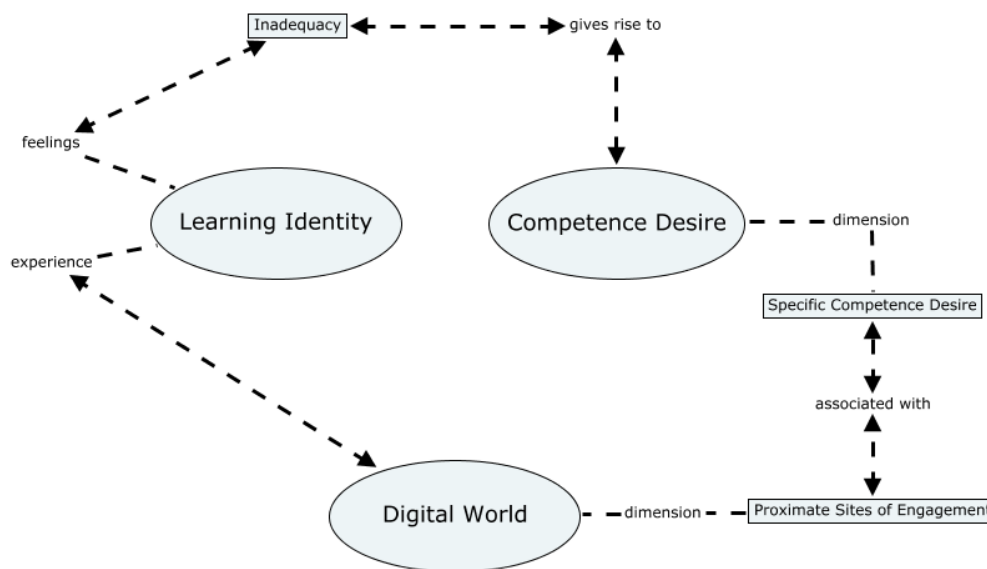 Inadequacy
gives rise to
feelings
Learning Identity
Competence Desire
dimension
experience
Specific Competence Desire
associated with
Digital World
dimension
Proximate Sites of Engagement